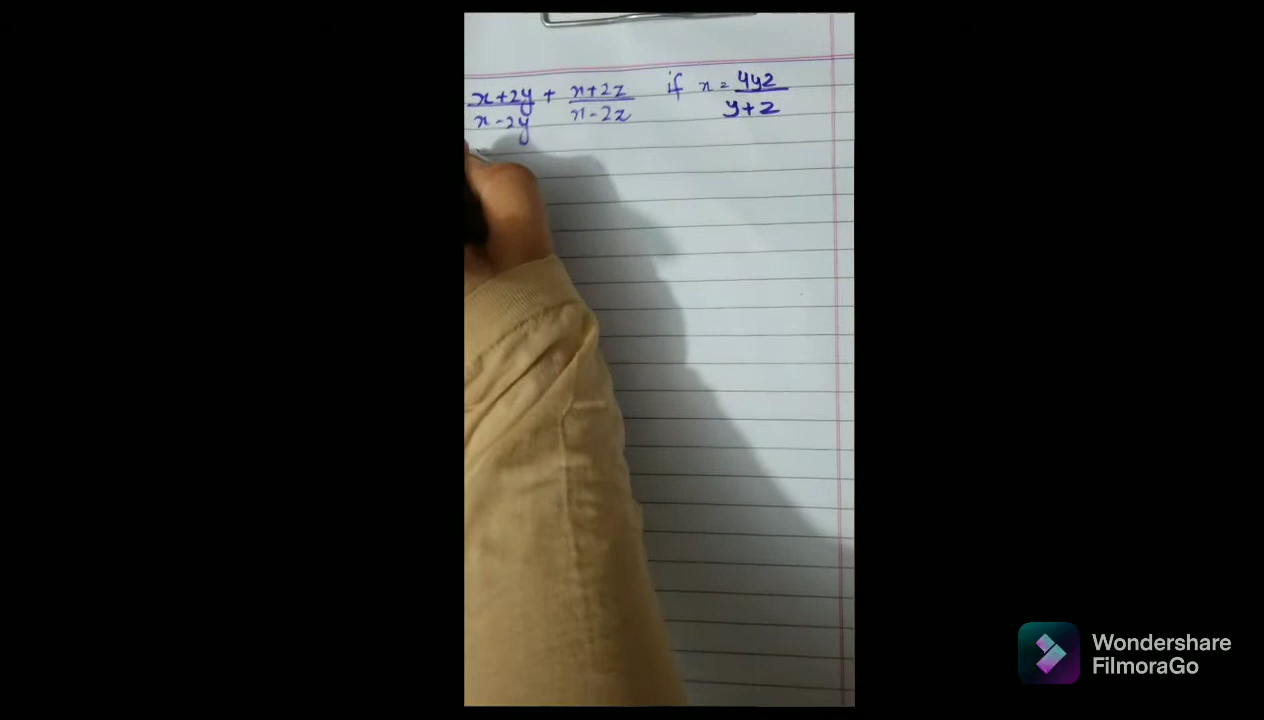 x+2y/x-2y + x+2z/x-2z if x = 4yz/y+z
Wondershare
FilmoraGo